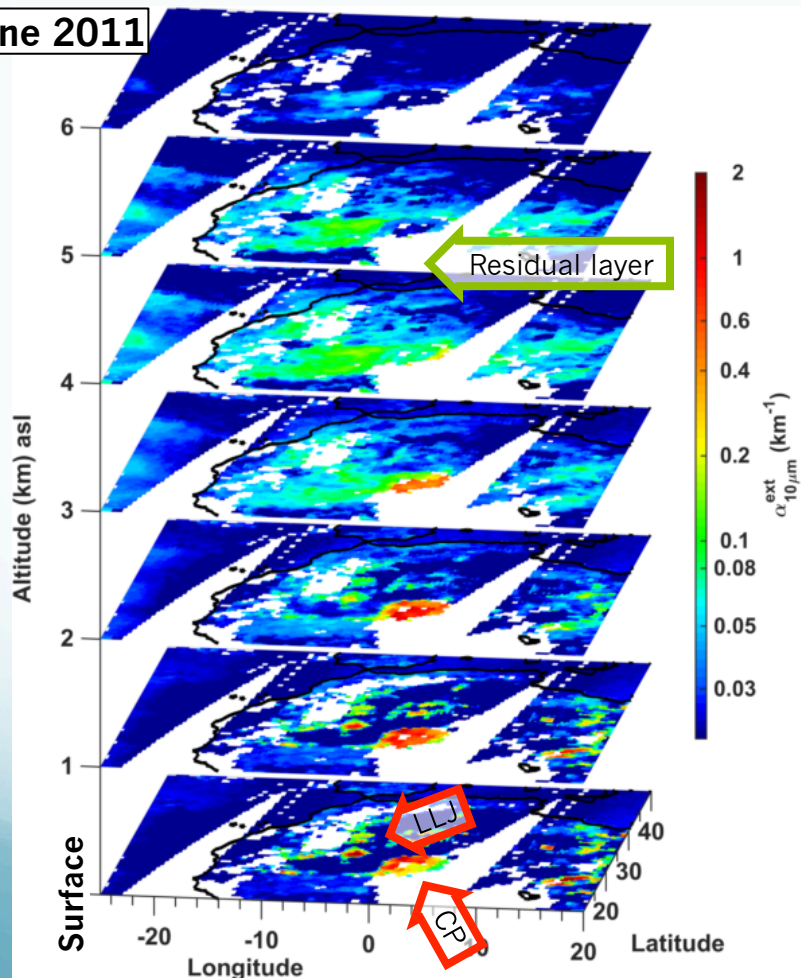 ne 2011
6
5
4
3
2
1
Surface
Altitude (km) asl
Residual layer
LLJ
CP
2
1
0.6
0.4
0.2
0.1
0.08
0.05
0.03
α^ext_10μm (km^-1)
40
30
20
Latitude
-20 -10 0 10 20
Longitude